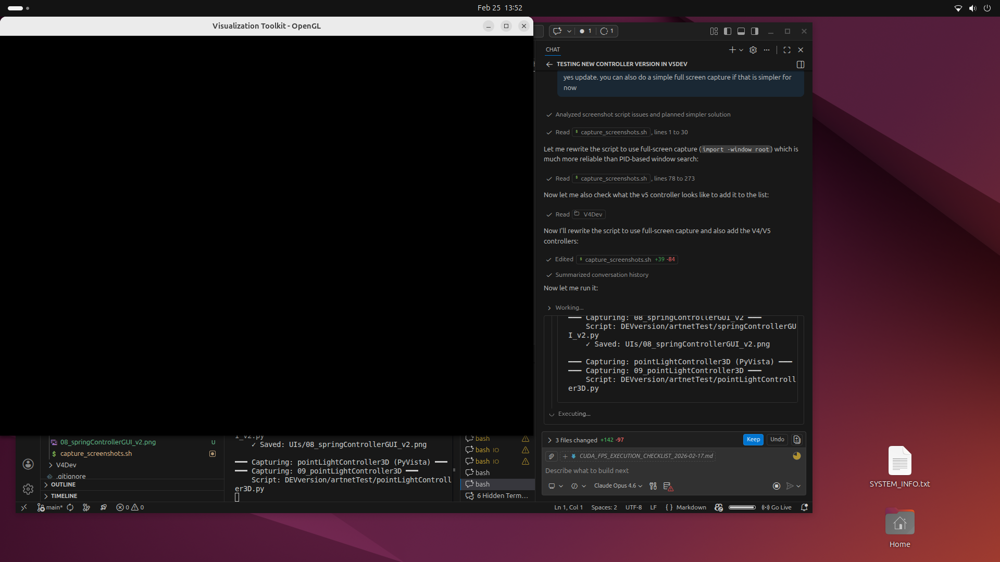 Feb 25 13:52
Visualization Toolkit - OpenGL
1
1
CHAT
TESTING NEW CONTROLLER VERSION IN V5DEV
yes update. you can also do a simple full screen capture if that is simpler for
now
Analyzed screenshot script issues and planned simpler solution
Read $ capture_screenshots.sh, lines 1 to 30
Let me rewrite the script to use full-screen capture (import -window root) which is
much more reliable than PID-based window search:
Read $ capture_screenshots.sh, lines 78 to 273
Now let me also check what the v5 controller looks like to add it to the list:
Read V4Dev
Now I'll rewrite the script to use full-screen capture and also add the V4/V5
controllers:
Edited $ capture_screenshots.sh +39 -84
Summarized conversation history
Now let me run it:
Working...
━━━ Capturing: 08_springControllerGUI_v2 ━━━
Script: DEVversion/artnetTest/springControllerGU
I_v2.py
✓ Saved: UIs/08_springControllerGUI_v2.png
━━━ Capturing: pointLightController3D (PyVista) ━━━
━━━ Capturing: 09_pointLightController3D ━━━
Script: DEVversion/artnetTest/pointLightControll
er3D.py
Executing...
3 files changed +142 -97
Keep
Undo
CUDA_FPS_EXECUTION_CHECKLIST_2026-02-17.md
Describe what to build next
Claude Opus 4.6
08_springControllerGUI_v2.png U
$ capture_screenshots.sh
V4Dev
.gitignore
OUTLINE
TIMELINE
I_v2.py
✓ Saved: UIs/08_springControllerGUI_v2.png
━━━ Capturing: pointLightController3D (PyVista) ━━━
━━━ Capturing: 09_pointLightController3D ━━━
Script: DEVversion/artnetTest/pointLightControll
er3D.py
bash
bash IO
bash IO
bash
bash
6 Hidden Term...
main*
0
0
Ln 1, Col 1
Spaces: 2
UTF-8
LF
{ } Markdown
Go Live
SYSTEM_INFO.txt
Home